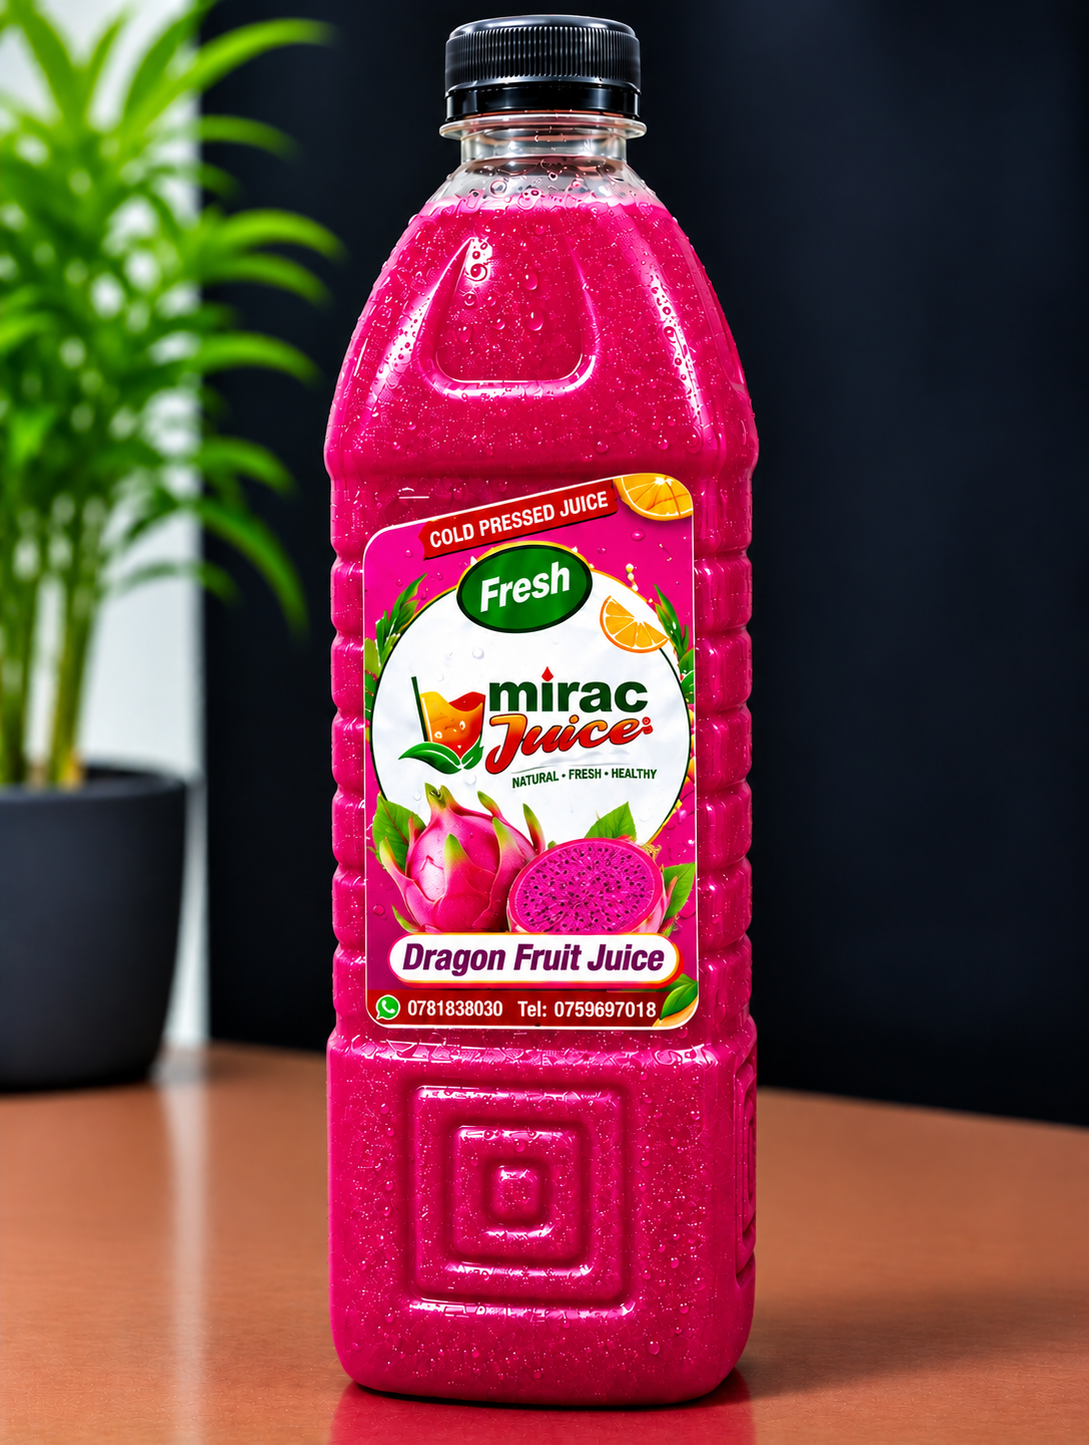 COLD PRESSED JUICE
Fresh
mirac
Juice
NATURAL • FRESH • HEALTHY
Dragon Fruit Juice
0781838030 Tel: 0759697018